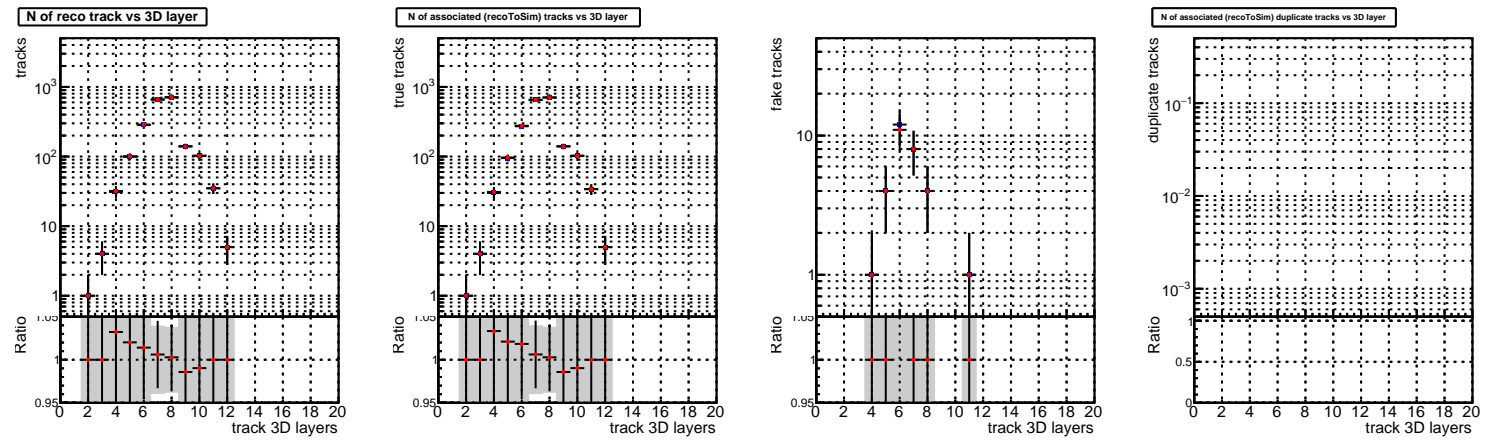 N of reco track vs 3D layer
tracks
10³
10²
10
1
Ratio
1.05
1
0.95
0 2 4 6 8 10 12 14 16 18 20
track 3D layers
N of associated (recoToSim) tracks vs 3D layer
true tracks
10³
10²
10
1
Ratio
1.05
1
0.95
0 2 4 6 8 10 12 14 16 18 20
track 3D layers
fake tracks
10
1
Ratio
1.05
1
0.95
0 2 4 6 8 10 12 14 16 18 20
track 3D layers
N of associated (recoToSim) duplicate tracks vs 3D layer
duplicate tracks
10⁻¹
10⁻²
10⁻³
Ratio
1
0.5
0
0 2 4 6 8 10 12 14 16 18 20
track 3D layers